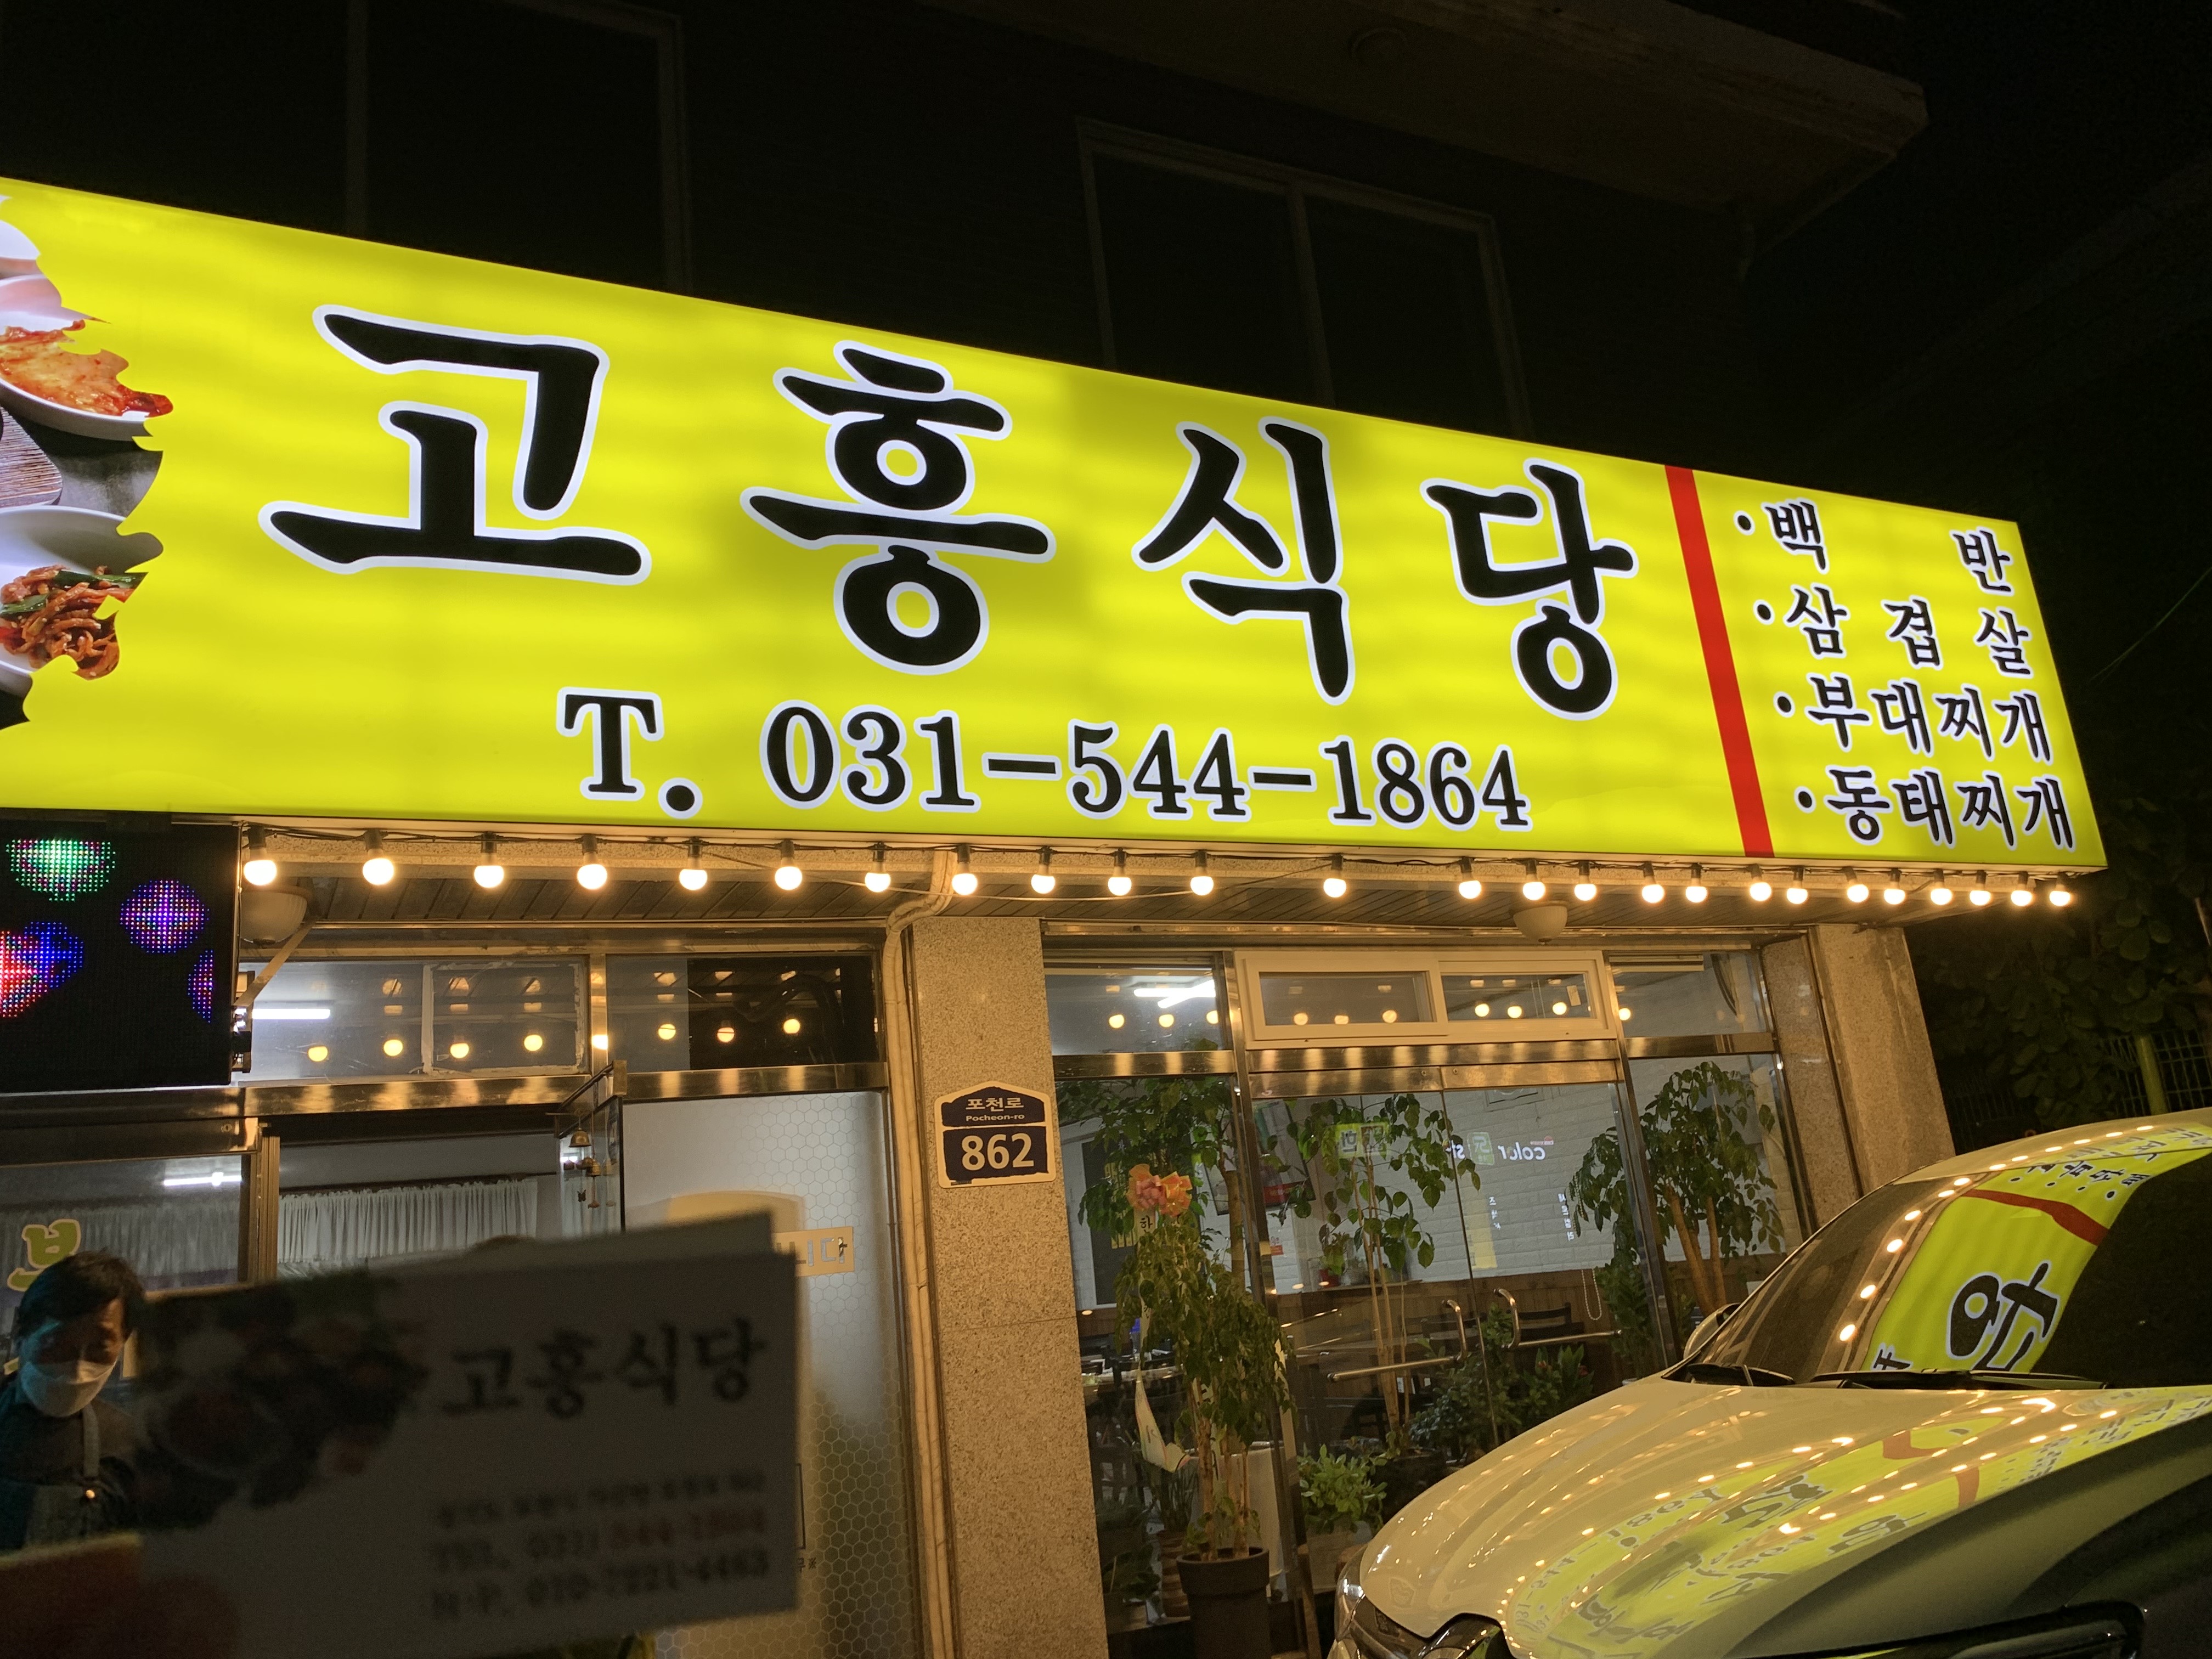 고흥식당
T. 031-544-1864
·백 반
·삼 겹 살
·부대찌개
·동태찌개
포천로
Pocheon-ro
862
고흥식당
color